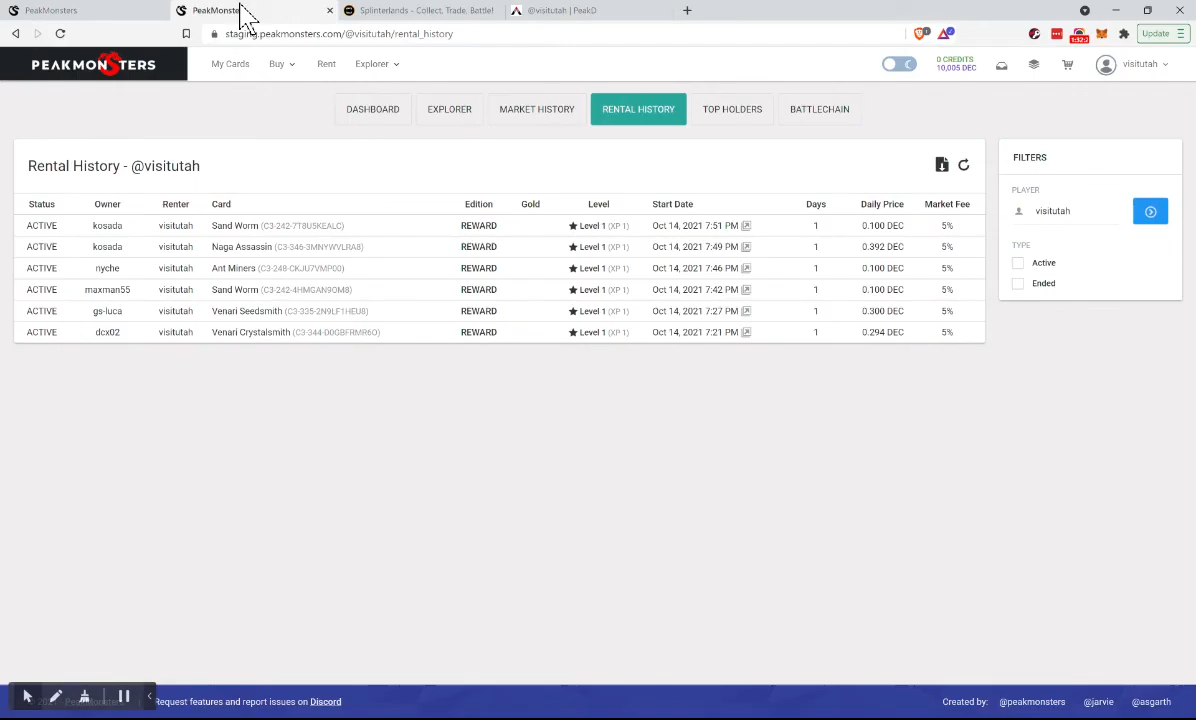 PeakMonsters
PeakMonste
Splinterlands - Collect, Trade, Battle!
@visitutah | PeakD
staging.peakmonsters.com/@visitutah/rental_history
1:32:2
Update
PEAKMONSTERS
My Cards
Buy
Rent
Explorer
0 CREDITS
10,005 DEC
visitutah
DASHBOARD
EXPLORER
MARKET HISTORY
RENTAL HISTORY
TOP HOLDERS
BATTLECHAIN
Rental History - @visitutah
Status Owner Renter Card Edition Gold Level Start Date Days Daily Price Market Fee
ACTIVE kosada visitutah Sand Worm (C3-242-7T8U5KEALC) REWARD Level 1 (XP 1) Oct 14, 2021 7:51 PM 1 0.100 DEC 5%
ACTIVE kosada visitutah Naga Assassin (C3-346-3MNYWVLRA8) REWARD Level 1 (XP 1) Oct 14, 2021 7:49 PM 1 0.392 DEC 5%
ACTIVE nyche visitutah Ant Miners (C3-248-CKJU7VMP00) REWARD Level 1 (XP 1) Oct 14, 2021 7:46 PM 1 0.100 DEC 5%
ACTIVE maxman55 visitutah Sand Worm (C3-242-4HMGAN9OM8) REWARD Level 1 (XP 1) Oct 14, 2021 7:42 PM 1 0.100 DEC 5%
ACTIVE gs-luca visitutah Venari Seedsmith (C3-335-2N9LF1HEU8) REWARD Level 1 (XP 1) Oct 14, 2021 7:27 PM 1 0.300 DEC 5%
ACTIVE dcx02 visitutah Venari Crystalsmith (C3-344-D0GBFRMR6O) REWARD Level 1 (XP 1) Oct 14, 2021 7:21 PM 1 0.294 DEC 5%
FILTERS
PLAYER
visitutah
TYPE
Active
Ended
Request features and report issues on Discord
Created by: @peakmonsters @jarvie @asgarth